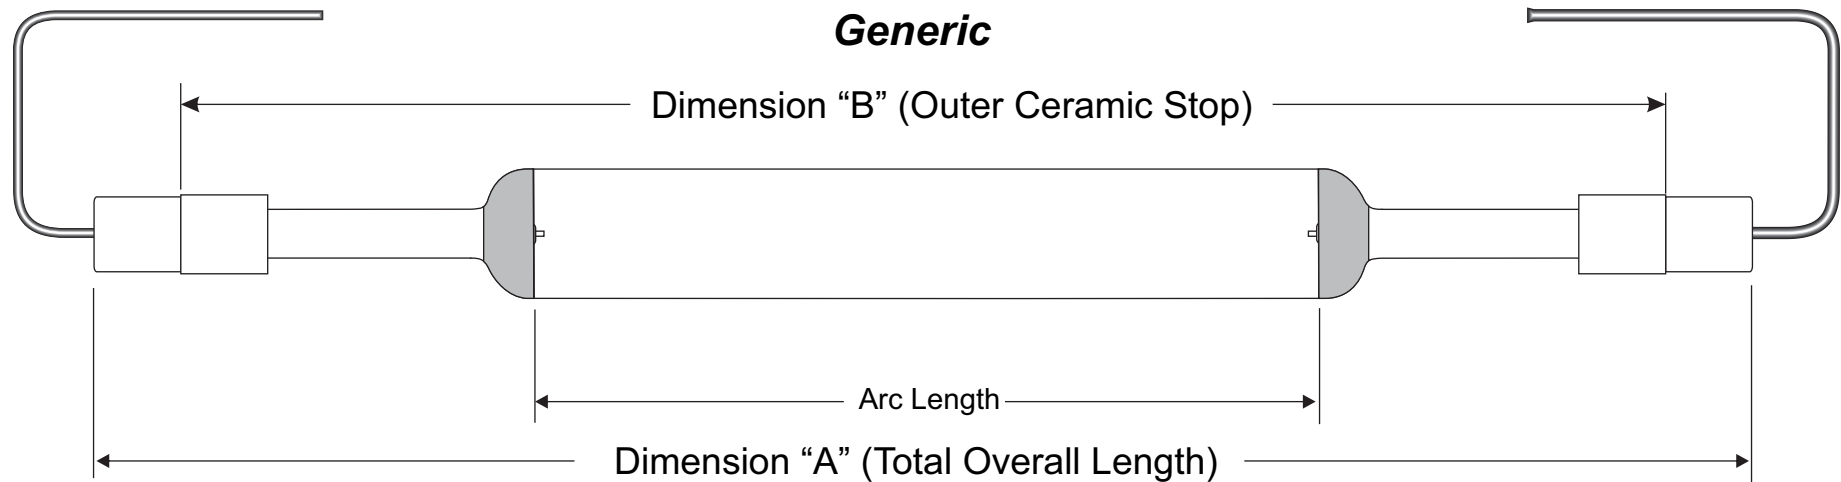 Generic
Dimension “B” (Outer Ceramic Stop)
Arc Length
Dimension “A” (Total Overall Length)